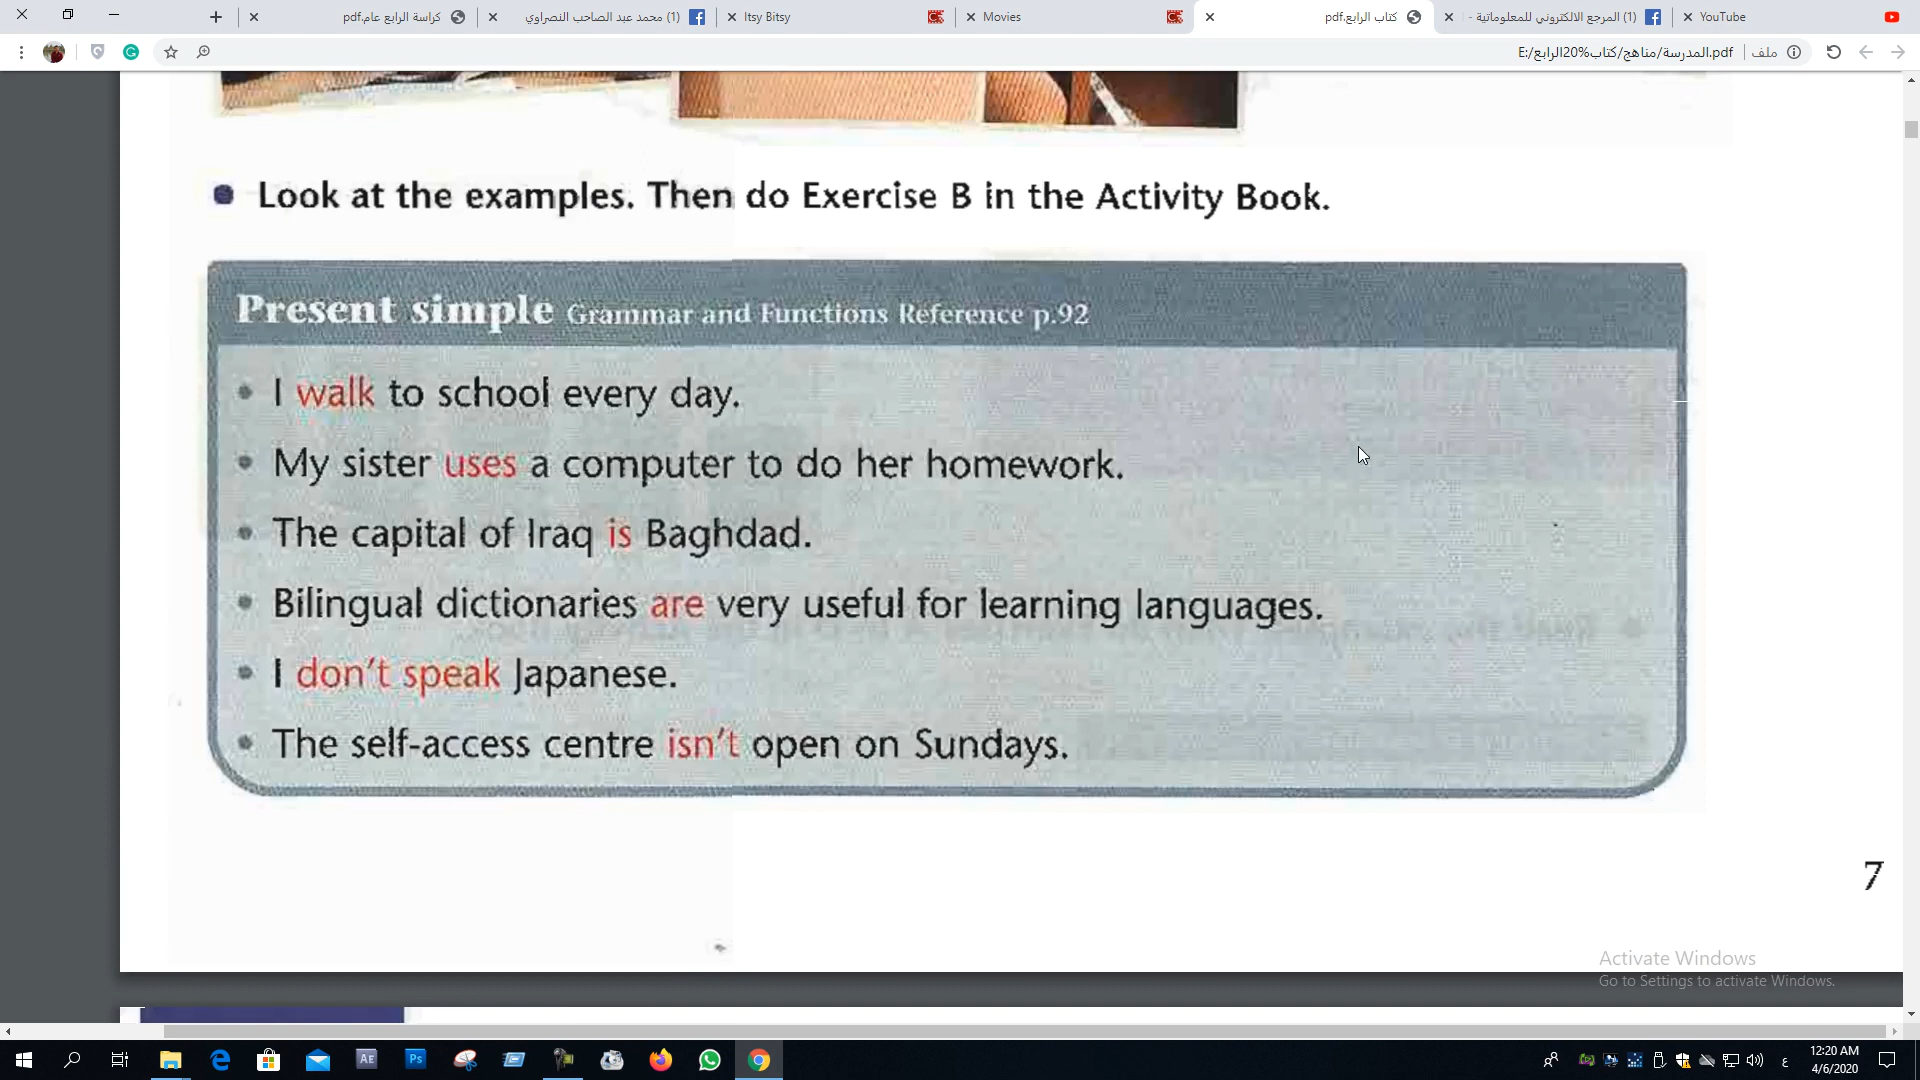 كراسة الرابع عام.pdf
(1) محمد عبد الصاحب النصراوي
Itsy Bitsy
Movies
كتاب الرابع.pdf
(1) المرجع الالكتروني للمعلوماتية -
YouTube
E:/المدرسة/مناهج/كتاب%20الرابع.pdf
ملف
Look at the examples. Then do Exercise B in the Activity Book.
Present simple Grammar and Functions Reference p.92
I walk to school every day.
My sister uses a computer to do her homework.
The capital of Iraq is Baghdad.
Bilingual dictionaries are very useful for learning languages.
I don't speak Japanese.
The self-access centre isn't open on Sundays.
7
Activate Windows
Go to Settings to activate Windows.
Ae
Ps
ع
12:20 AM
4/6/2020